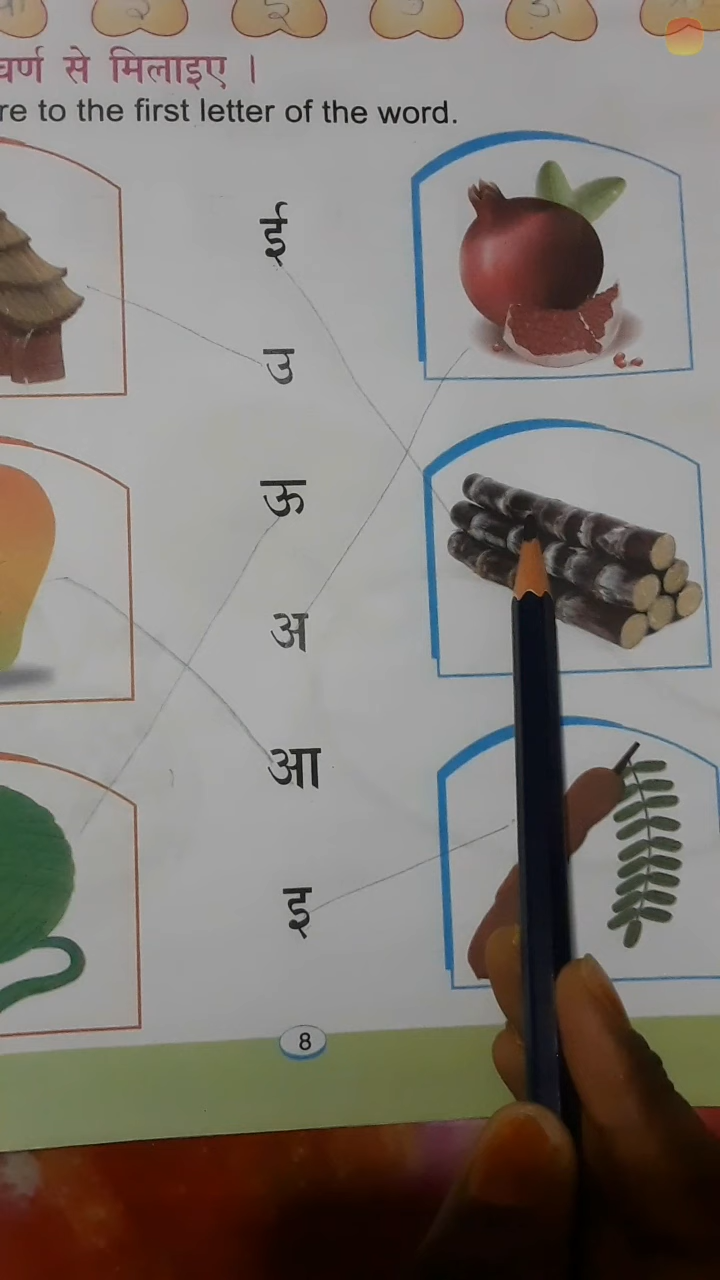 वर्ण से मिलाइए ।
re to the first letter of the word.
ई
उ
ऊ
अ
आ
इ
8